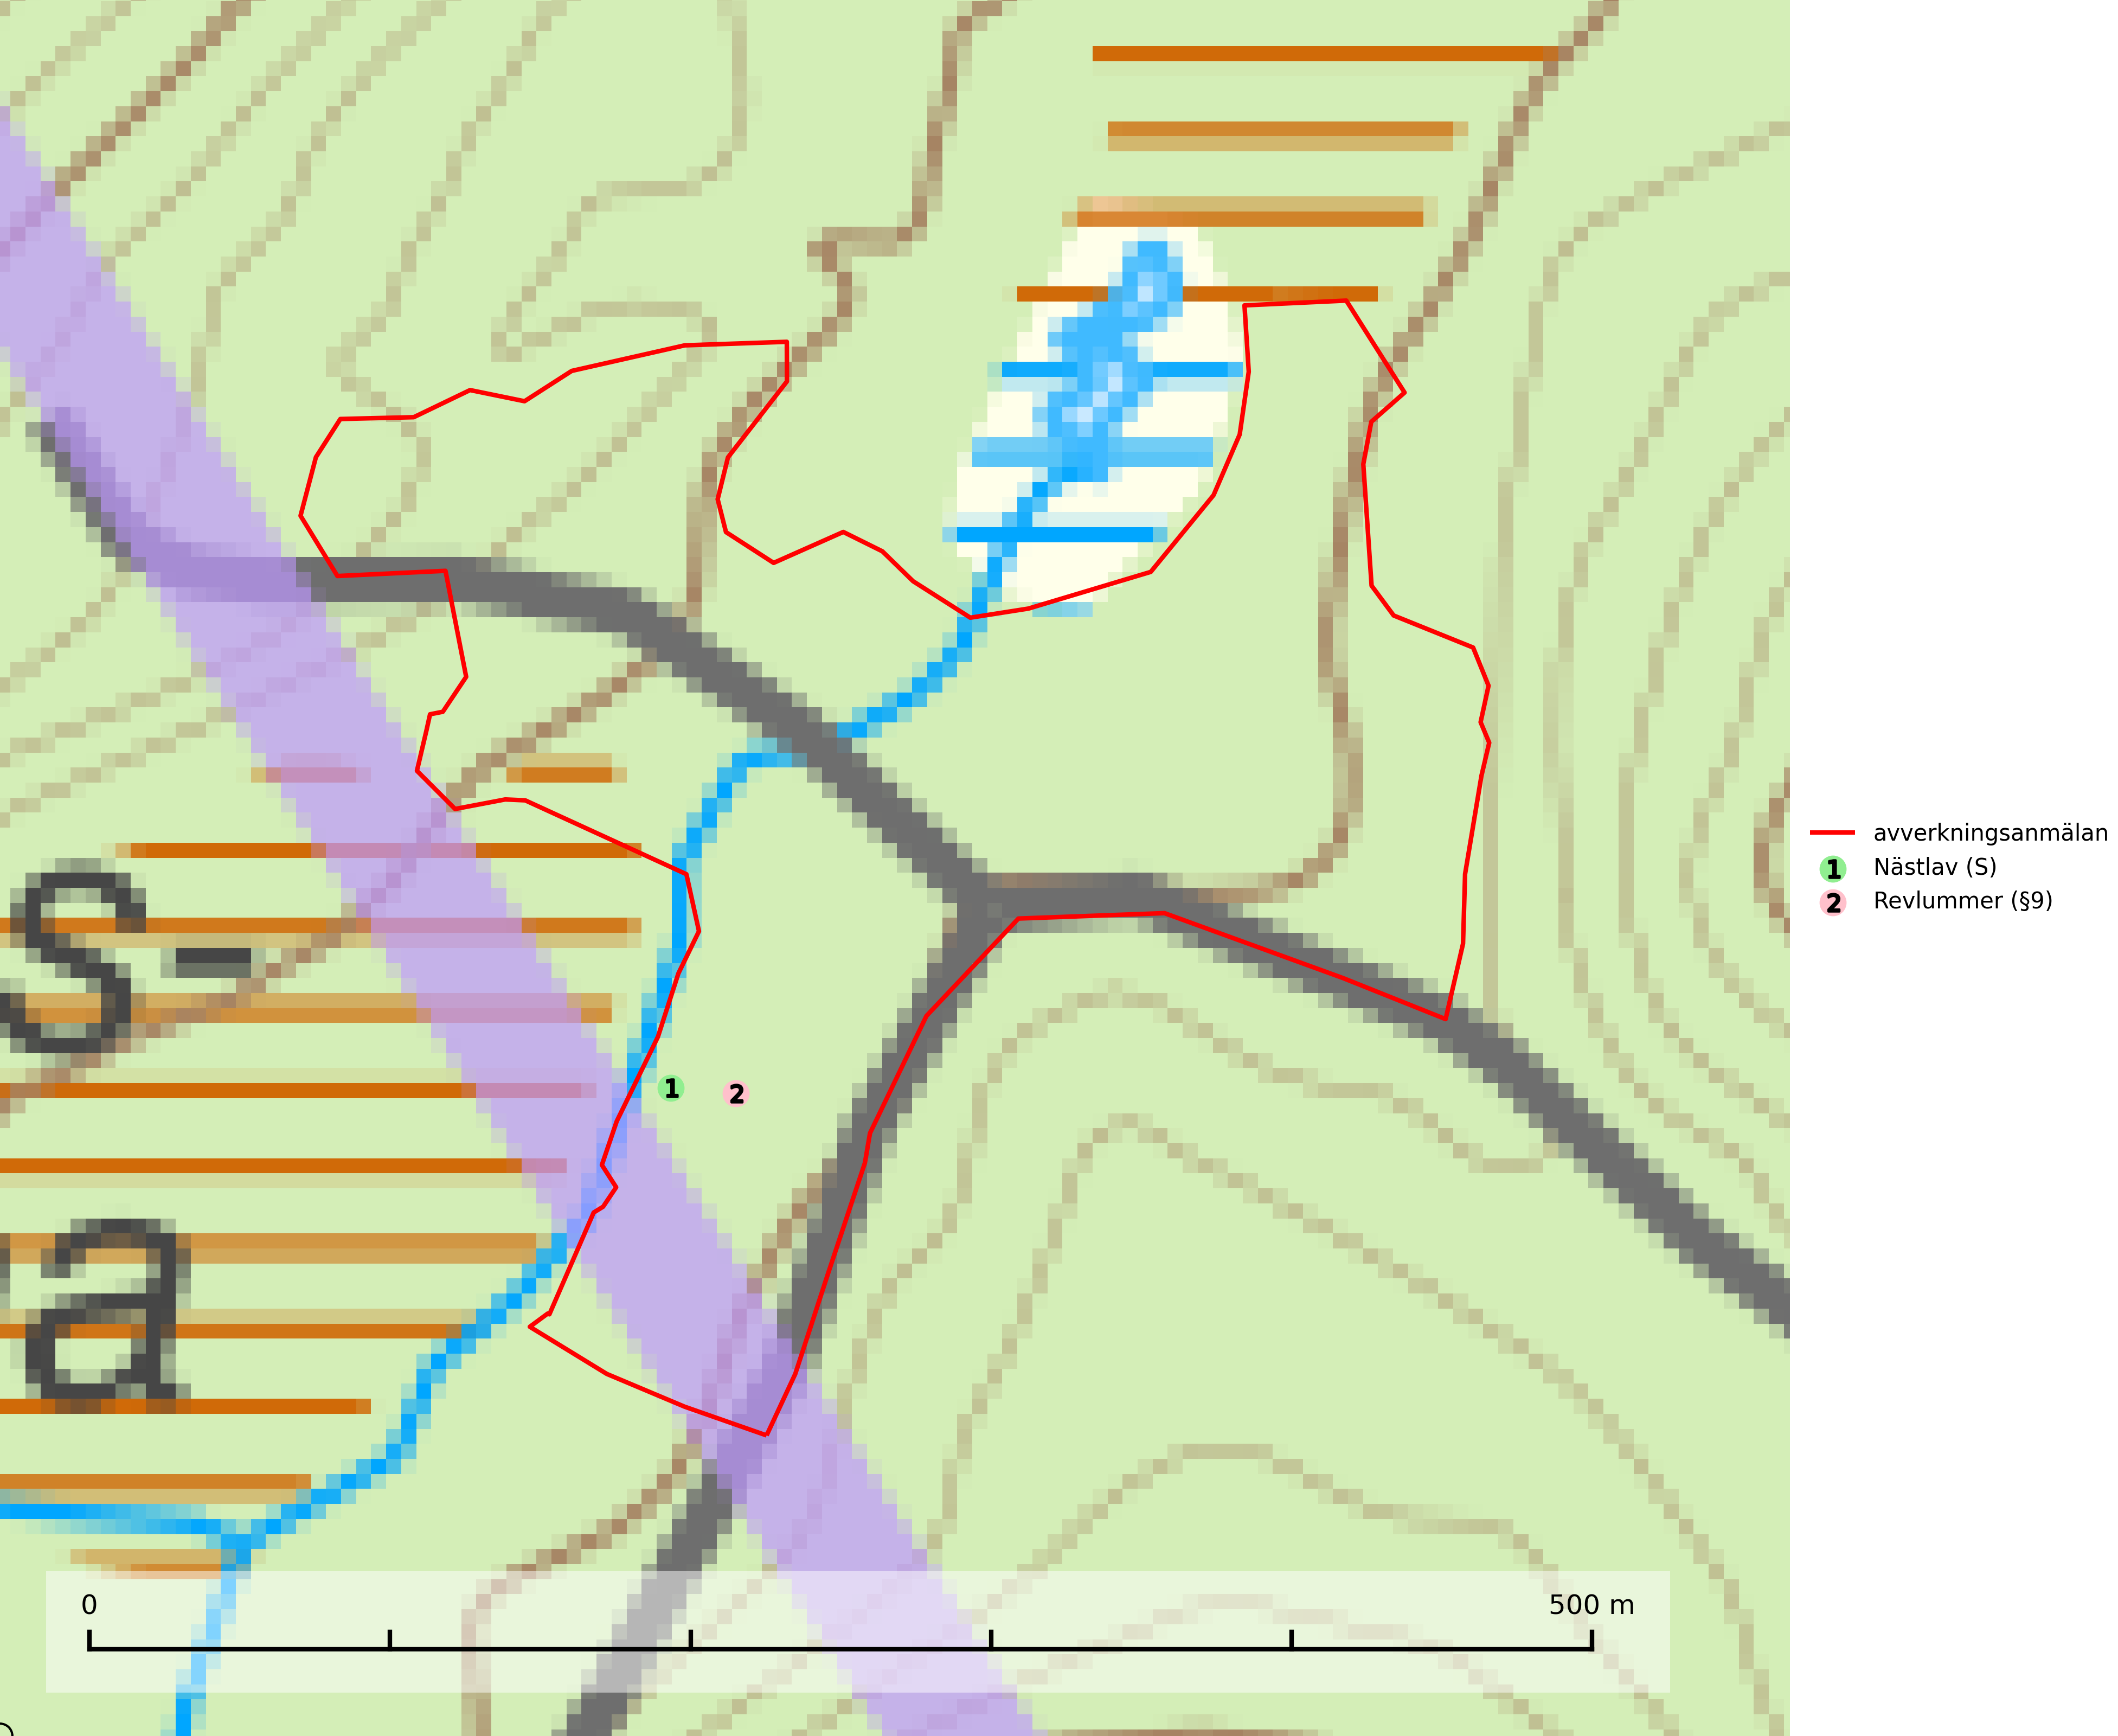 s-
a
0
500 m
avverkningsanmälan
1 Nästlav (S)
2 Revlummer (§9)
1
2